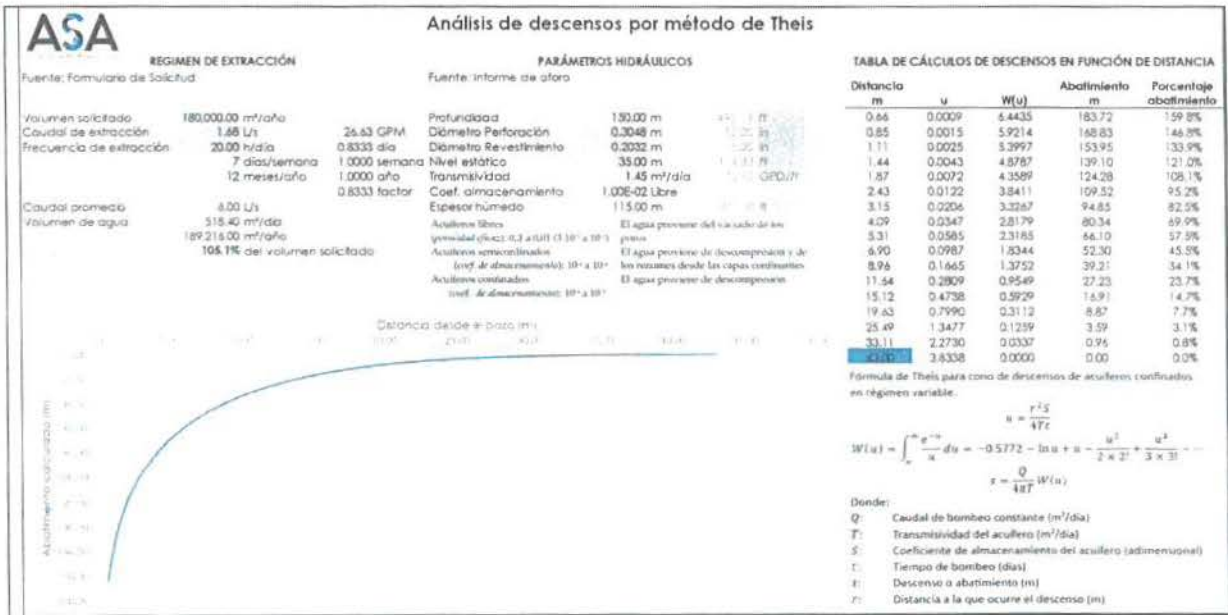 ASA
Análisis de descensos por método de Theis
REGIMEN DE EXTRACCIÓN
Fuente: Formulario de Solicitud
Volumen solicitado 180,000.00 m³/año
Caudal de extracción 1.68 L/s 26.63 GPM
Frecuencia de extracción 20.00 h/día 0.8333 día
7 días/semana 1.0000 semana
12 meses/año 1.0000 año
0.8333 factor
Caudal promedio 6.00 L/s
Volumen de agua 518.40 m³/día
189,216.00 m³/año
105.1% del volumen solicitado
PARÁMETROS HIDRÁULICOS
Fuente: Informe de aforo
Profundidad 150.00 m
Diámetro Perforación 0.3048 m
Diámetro Revestimiento 0.2032 m
Nivel estático 35.00 m
Transmisividad 1.45 m²/día GPD/ft
Coef. almacenamiento 1.00E-02 Libre
Espesor húmedo 115.00 m
Acuíferos libres El agua proviene del vaciado de los
poros
Acuíferos semiconfinados El agua proviene de descompresión y de
los rezumes desde las capas confinantes
Acuíferos confinados El agua proviene de descompresión
TABLA DE CÁLCULOS DE DESCENSOS EN FUNCIÓN DE DISTANCIA
Distancia Abatimiento Porcentaje
m u W(u) m abatimiento
0.66 0.0009 6.4435 183.72 159.8%
0.85 0.0015 5.9214 168.83 146.8%
1.11 0.0025 5.3997 153.95 133.9%
1.44 0.0043 4.8787 139.10 121.0%
1.87 0.0072 4.3589 124.28 108.1%
2.43 0.0122 3.8411 109.52 95.2%
3.15 0.0206 3.3267 94.85 82.5%
4.09 0.0347 2.8179 80.34 69.9%
5.31 0.0585 2.3185 66.10 57.5%
6.90 0.0987 1.8344 52.30 45.5%
8.96 0.1665 1.3752 39.21 34.1%
11.64 0.2809 0.9549 27.23 23.7%
15.12 0.4738 0.5929 16.91 14.7%
19.63 0.7990 0.3112 8.87 7.7%
25.49 1.3477 0.1259 3.59 3.1%
33.11 2.2730 0.0337 0.96 0.8%
3.8338 0.0000 0.00 0.0%
Fórmula de Theis para cono de descensos de acuíferos confinados
en régimen variable.
u = r²S / 4Tt
W(u) = ∫ e⁻ᵘ/u du = −0.5772 − ln u + u − u²/(2 × 2!) + u³/(3 × 3!) − ···
s = Q/(4πT) W(u)
Donde:
Q: Caudal de bombeo constante (m³/día)
T: Transmisividad del acuífero (m²/día)
S: Coeficiente de almacenamiento del acuífero (adimensional)
t: Tiempo de bombeo (días)
s: Descenso o abatimiento (m)
r: Distancia a la que ocurre el descenso (m)
Distancia desde el pozo (m)
Abatimiento calculado (m)